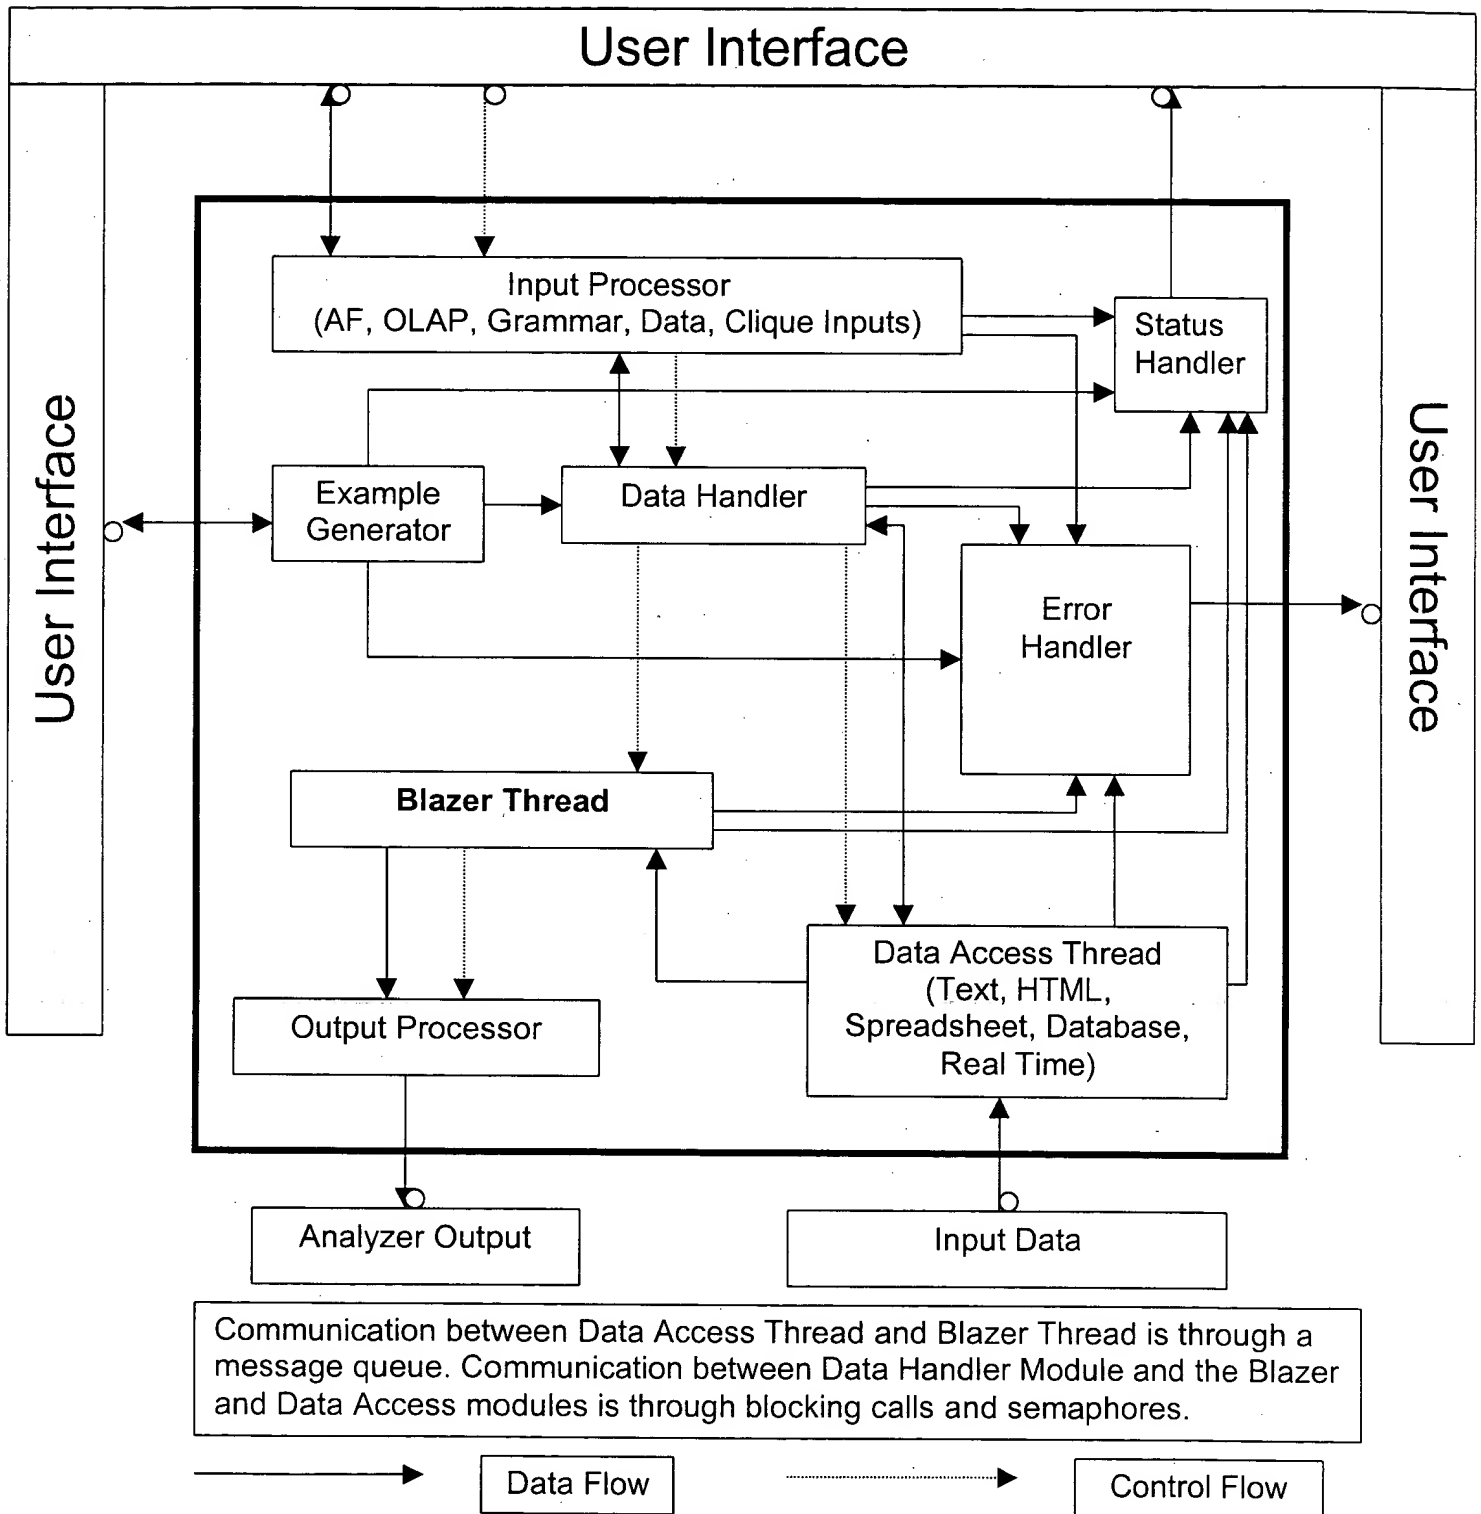 User Interface
User Interface
User Interface
Input Processor
(AF, OLAP, Grammar, Data, Clique Inputs)
Status
Handler
Example
Generator
Data Handler
Error
Handler
Blazer Thread
Data Access Thread
(Text, HTML,
Spreadsheet, Database,
Real Time)
Output Processor
Analyzer Output
Input Data
Communication between Data Access Thread and Blazer Thread is through a
message queue. Communication between Data Handler Module and the Blazer
and Data Access modules is through blocking calls and semaphores.
Data Flow
Control Flow